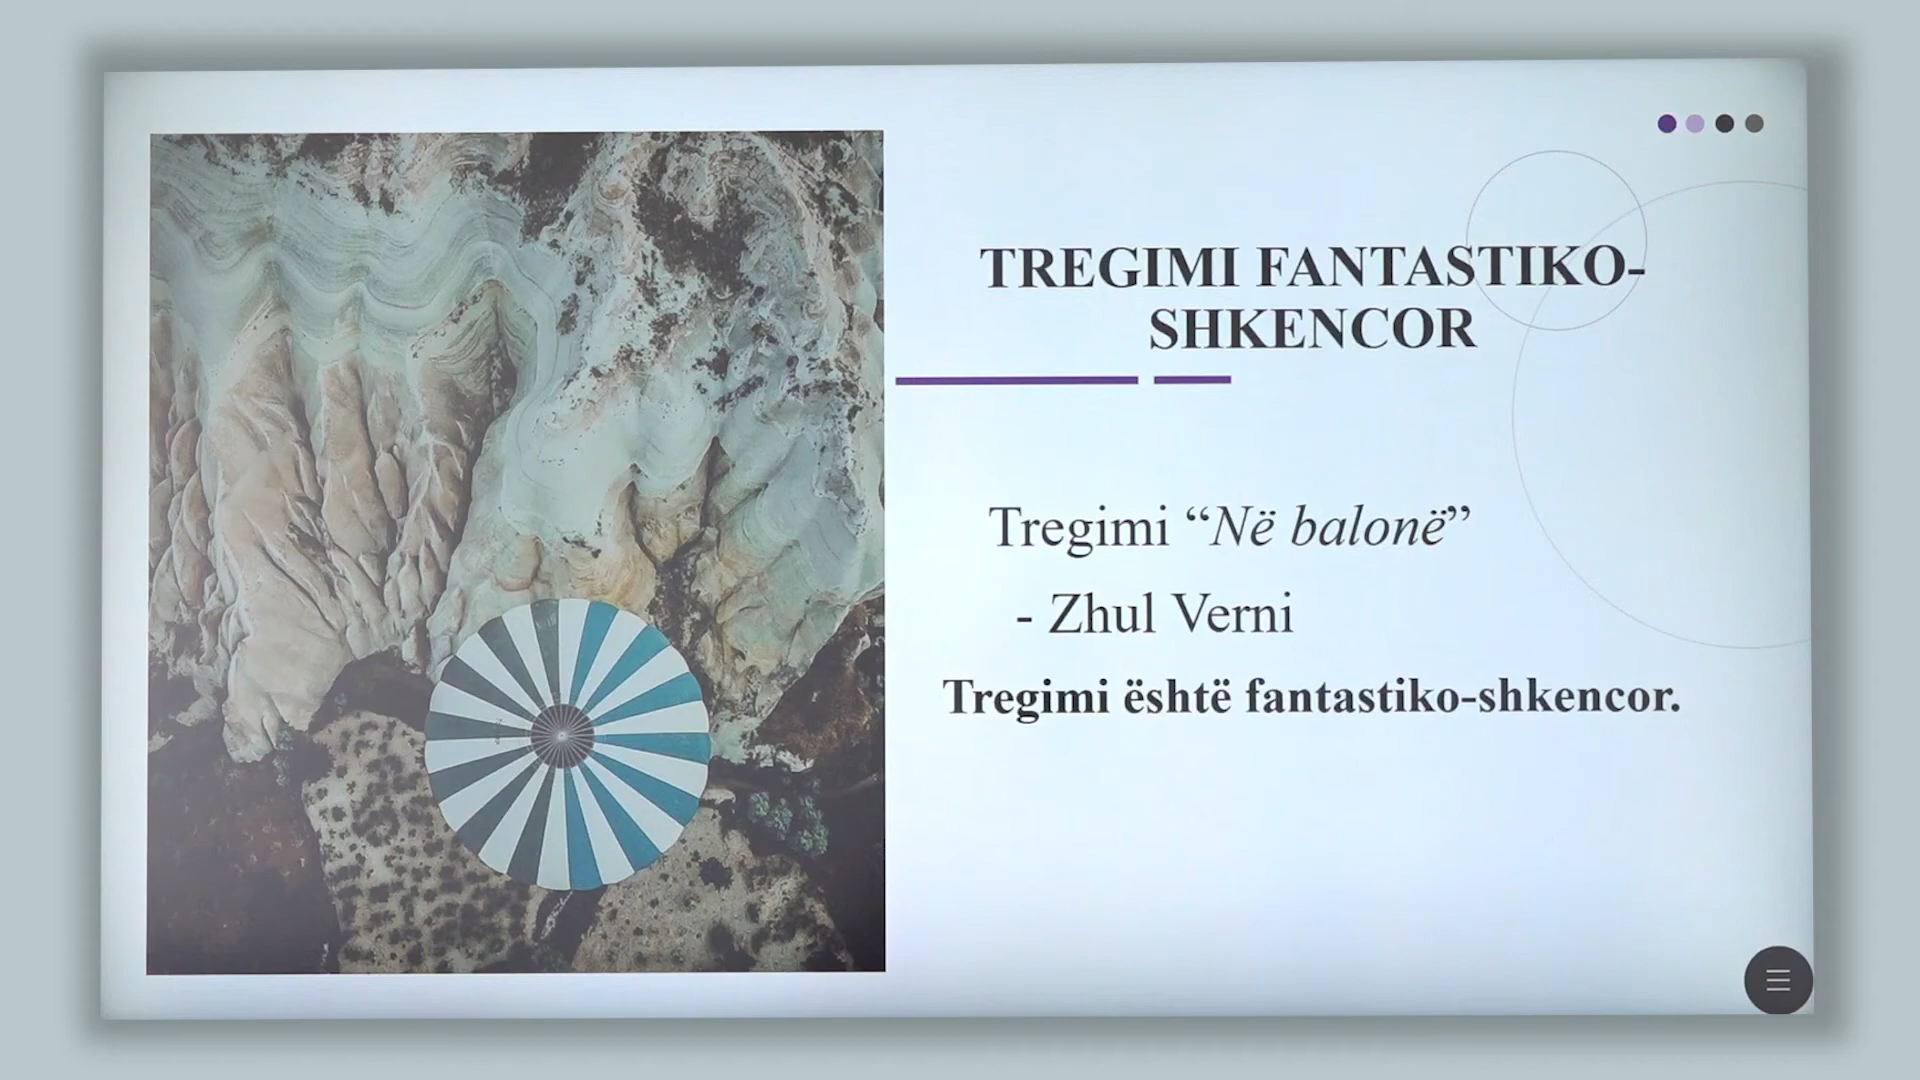 TREGIMI FANTASTIKO-
SHKENCOR
Tregimi “Në balonë”
- Zhul Verni
Tregimi është fantastiko-shkencor.